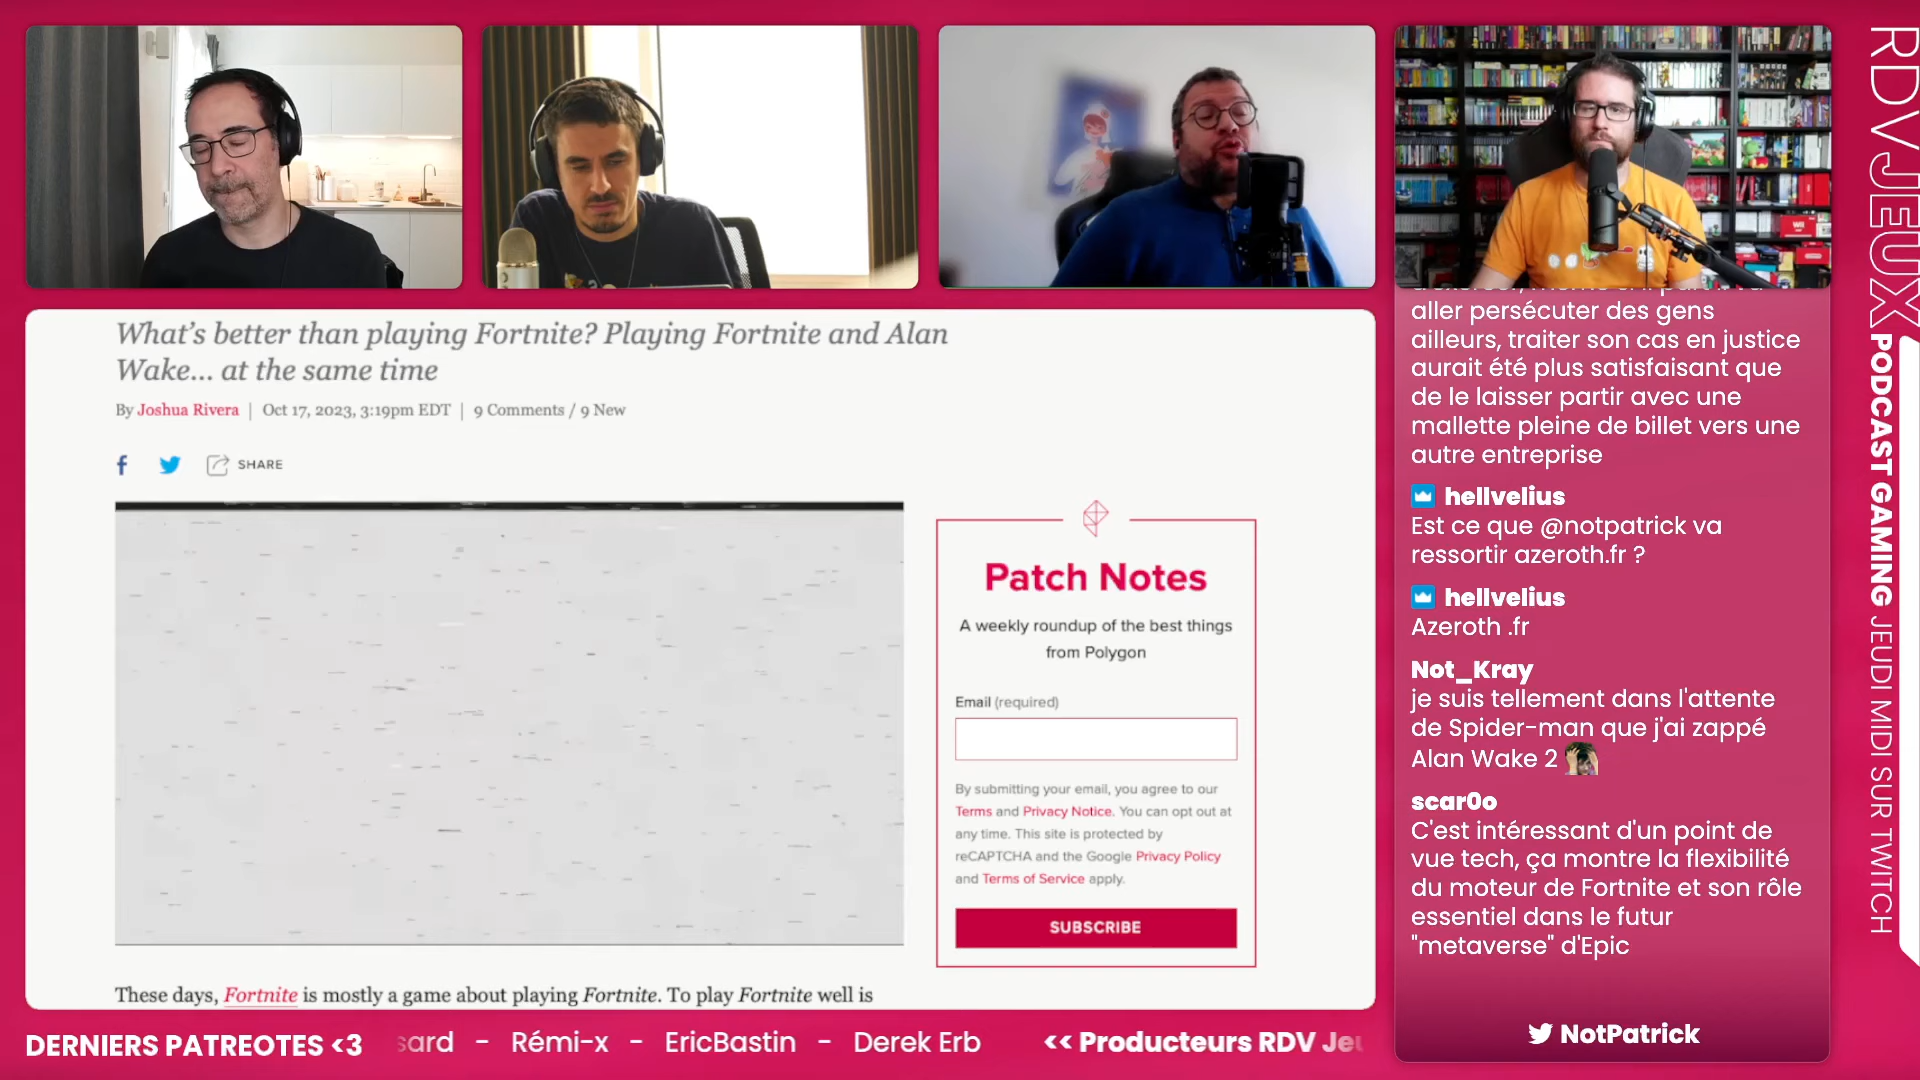 What's better than playing Fortnite? Playing Fortnite and Alan
Wake... at the same time
By Joshua Rivera | Oct 17, 2023, 3:19pm EDT | 9 Comments / 9 New
SHARE
Patch Notes
A weekly roundup of the best things
from Polygon
Email (required)
By submitting your email, you agree to our
Terms and Privacy Notice. You can opt out at
any time. This site is protected by
reCAPTCHA and the Google Privacy Policy
and Terms of Service apply.
SUBSCRIBE
These days, Fortnite is mostly a game about playing Fortnite. To play Fortnite well is
aller persécuter des gens
ailleurs, traiter son cas en justice
aurait été plus satisfaisant que
de le laisser partir avec une
mallette pleine de billet vers une
autre entreprise
hellvelius
Est ce que @notpatrick va
ressortir azeroth.fr ?
hellvelius
Azeroth .fr
Not_Kray
je suis tellement dans l'attente
de Spider-man que j'ai zappé
Alan Wake 2
scar0o
C'est intéressant d'un point de
vue tech, ça montre la flexibilité
du moteur de Fortnite et son rôle
essentiel dans le futur
"metaverse" d'Epic
NotPatrick
RDV JEUX PODCAST GAMING JEUDI MIDI SUR TWITCH
DERNIERS PATREOTES <3 sard - Rémi-x - EricBastin - Derek Erb << Producteurs RDV Jeu